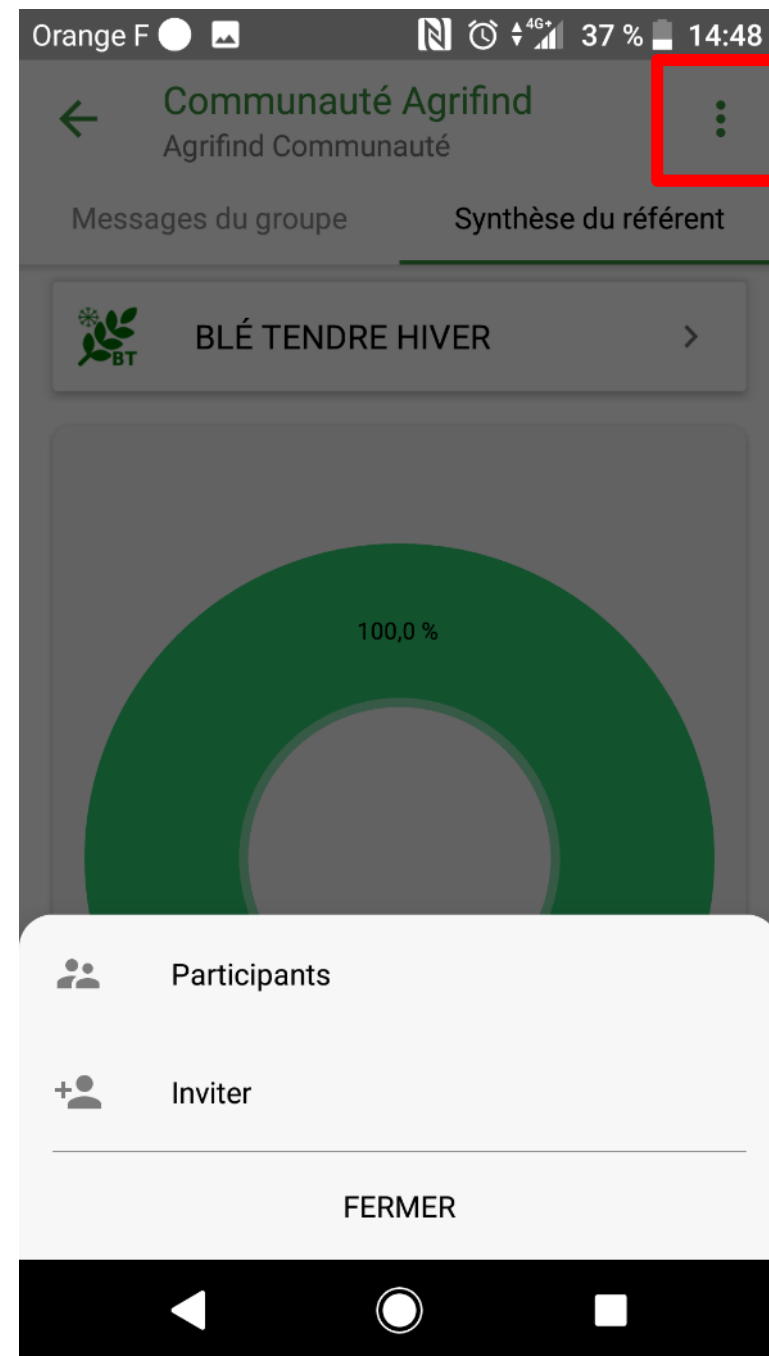 Orange F 4G+ 37 % 14:48
Communauté Agrifind
Agrifind Communauté
Messages du groupe Synthèse du référent
BT BLÉ TENDRE HIVER
100,0 %
Participants
Inviter
FERMER